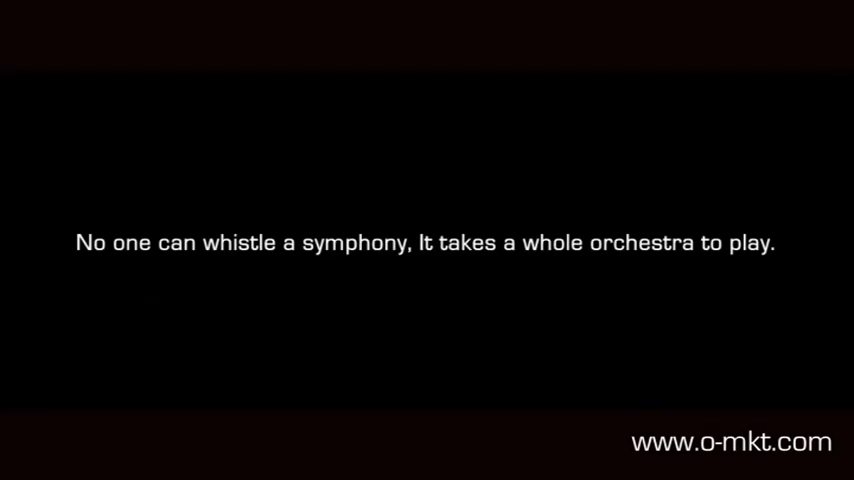 No one can whistle a symphony, It takes a whole orchestra to play.
www.o-mkt.com